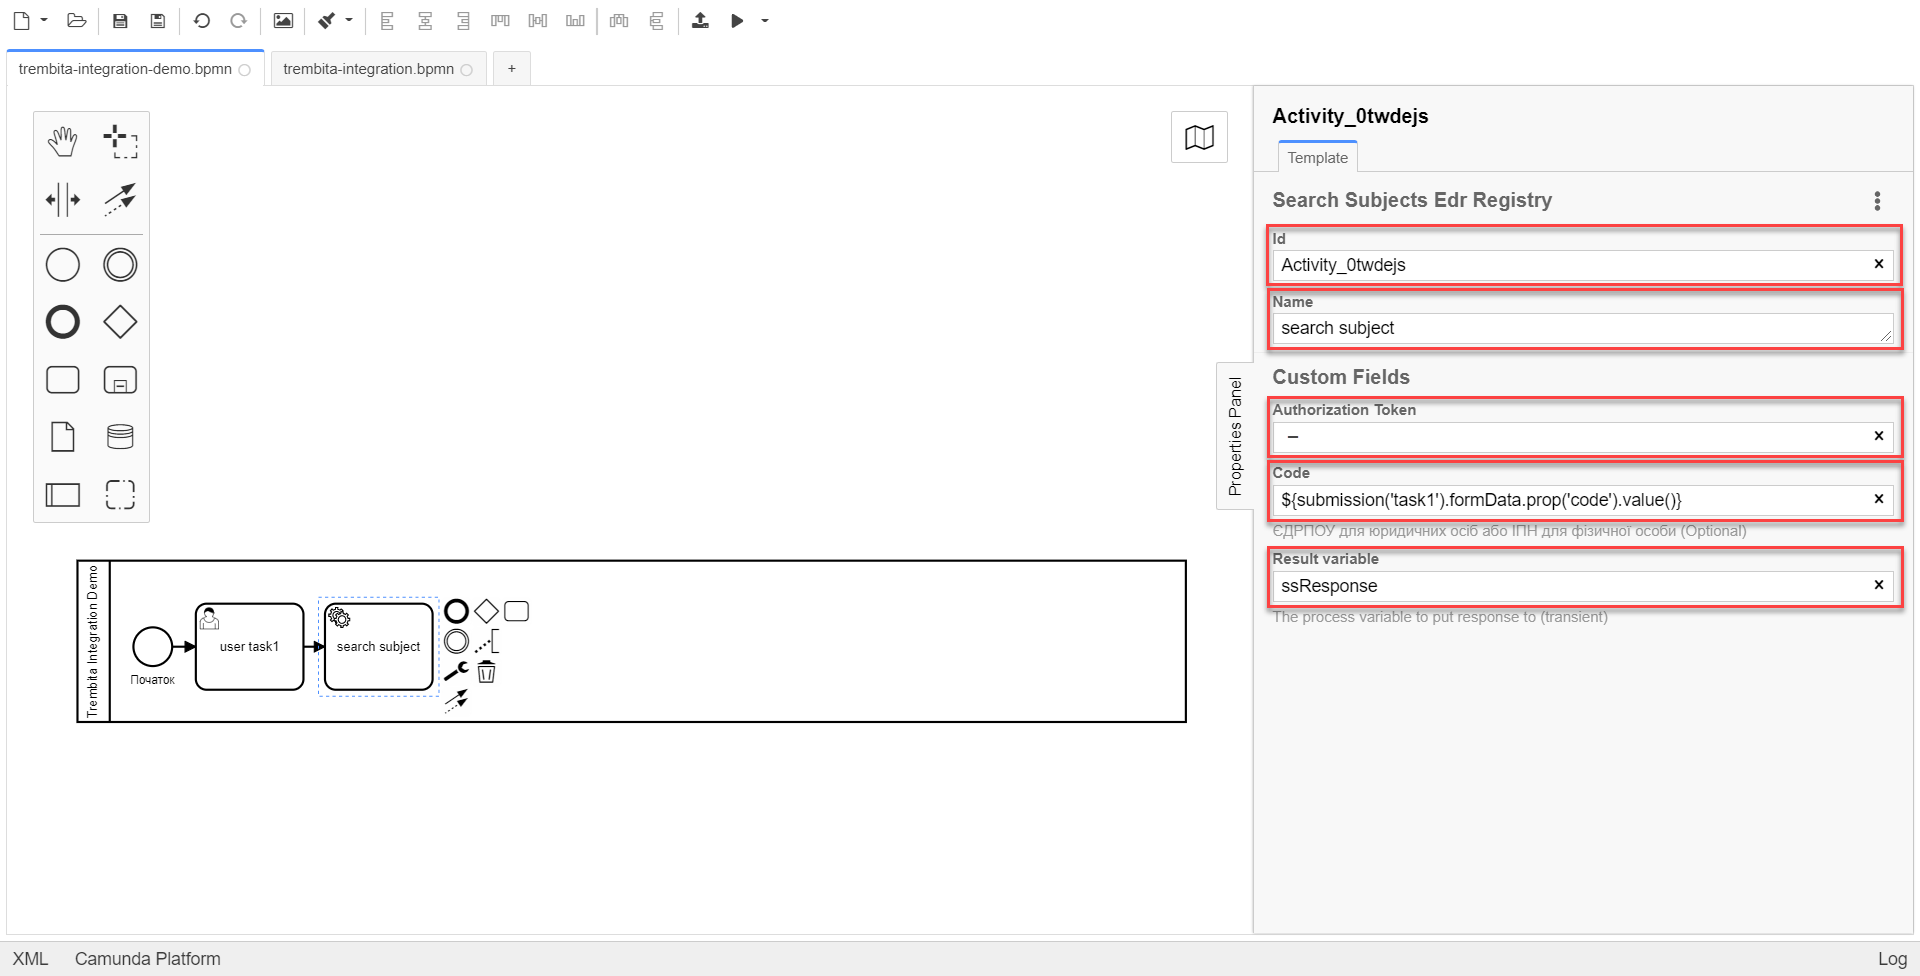 trembita-integration-demo.bpmn
trembita-integration.bpmn
+
Activity_0twdejs
Template
Search Subjects Edr Registry
Id
Activity_0twdejs
Name
search subject
Custom Fields
Authorization Token
–
Code
${submission('task1').formData.prop('code').value()}
ЄДРПОУ для юридичних осіб або ІПН для фізичної особи (Optional)
Result variable
ssResponse
The process variable to put response to (transient)
Properties Panel
Trembita Integration Demo
Початок
user task1
search subject
XML
Camunda Platform
Log